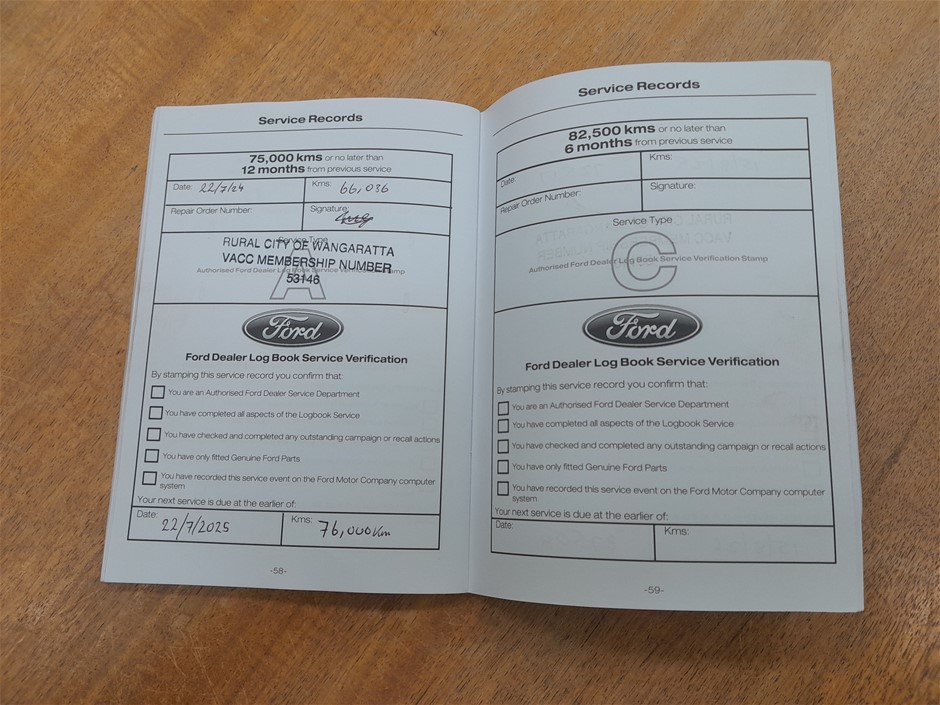 Service Records
75,000 kms or no later than
12 months from previous service
Date: 22/7/24
Kms: 66,036
Repair Order Number:
Signature:
Service Type
A
RURAL CITY OF WANGARATTA
VACC MEMBERSHIP NUMBER
Authorised Ford Dealer Log Book Service Verification Stamp
53146
Ford
Ford Dealer Log Book Service Verification
By stamping this service record you confirm that:
You are an Authorised Ford Dealer Service Department
You have completed all aspects of the Logbook Service
You have checked and completed any outstanding campaign or recall actions
You have only fitted Genuine Ford Parts
You have recorded this service event on the Ford Motor Company computer
system
Your next service is due at the earlier of:
Date: 22/7/2025
Kms: 76,000km
-58-
Service Records
82,500 kms or no later than
6 months from previous service
Date:
Kms:
Repair Order Number:
Signature:
Service Type
C
Authorised Ford Dealer Log Book Service Verification Stamp
Ford
Ford Dealer Log Book Service Verification
By stamping this service record you confirm that:
You are an Authorised Ford Dealer Service Department
You have completed all aspects of the Logbook Service
You have checked and completed any outstanding campaign or recall actions
You have only fitted Genuine Ford Parts
You have recorded this service event on the Ford Motor Company computer
system
Your next service is due at the earlier of:
Date:
Kms:
-59-